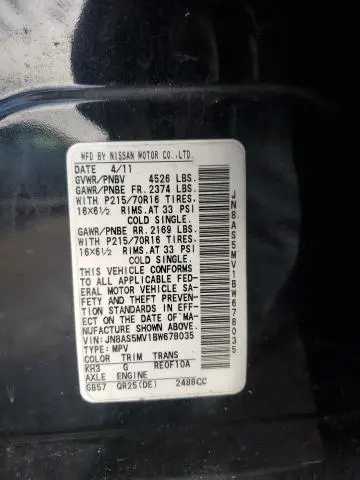 MFD BY NISSAN MOTOR CO.,LTD.
DATE 4/11
GVWR/PNBV 4526 LBS.
GAWR/PNBE FR. 2374 LBS.
WITH P215/70R16 TIRES.
16×6½ RIMS.AT 33 PSI
COLD SINGLE.
GAWR/PNBE RR. 2169 LBS.
WITH P215/70R16 TIRES.
16×6½ RIMS.AT 33 PSI
COLD SINGLE.
THIS VEHICLE CONFORMS
TO ALL APPLICABLE FED-
ERAL MOTOR VEHICLE SA-
FETY AND THEFT PREVEN-
TION STANDARDS IN EFF-
ECT ON THE DATE OF MA-
NUFACTURE SHOWN ABOVE.
VIN:JN8AS5MV1BW678035
TYPE:MPV
COLOR TRIM TRANS
KH3 G RE0F10A
AXLE ENGINE
GB57 QR25(DE) 2488CC
JN8AS5MV1BW678035